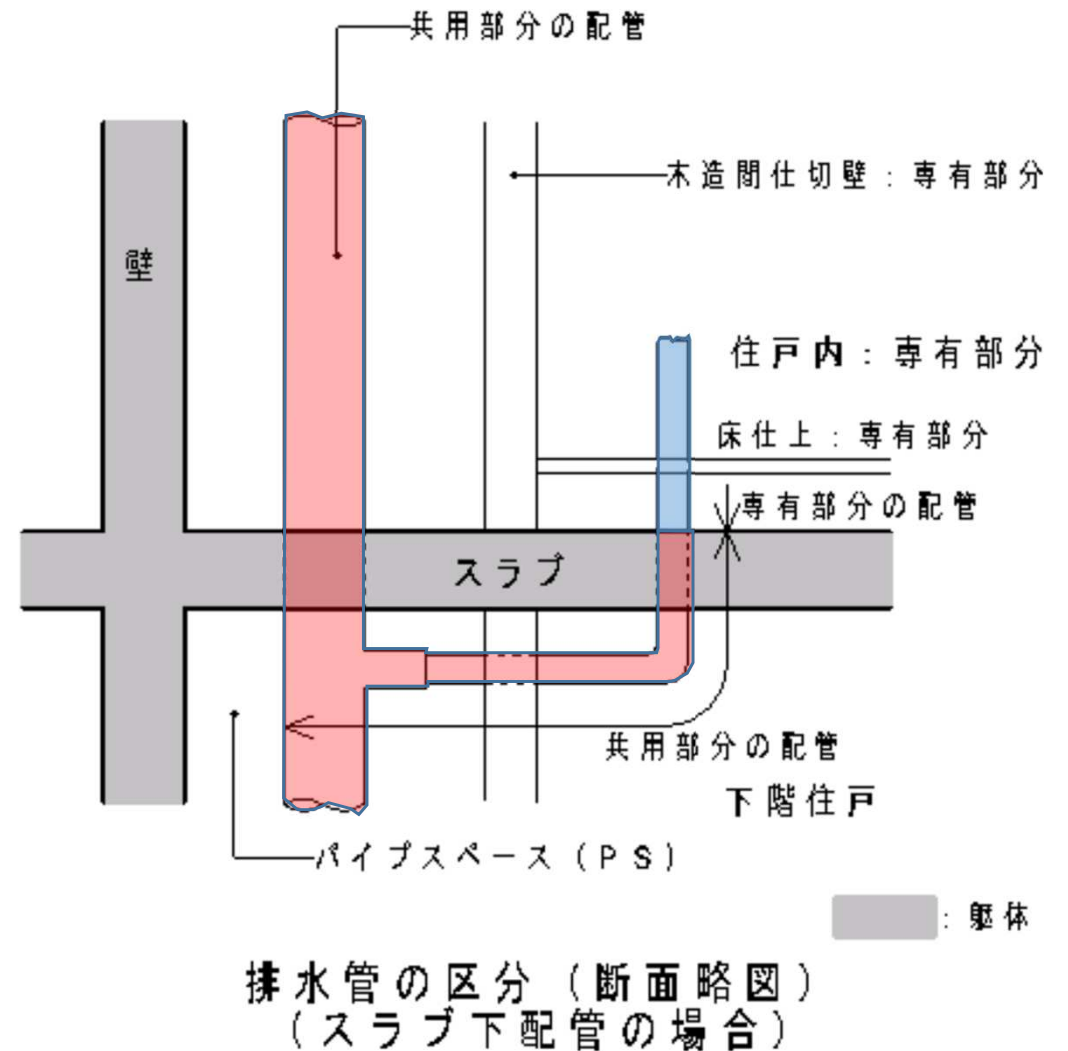 共用部分の配管
木造間仕切壁：専有部分
壁
住戸内：専有部分
床仕上：専有部分
専有部分の配管
スラブ
共用部分の配管
下階住戸
パイプスペース（ＰＳ）
：躯体
排水管の区分（断面略図）
（スラブ下配管の場合）